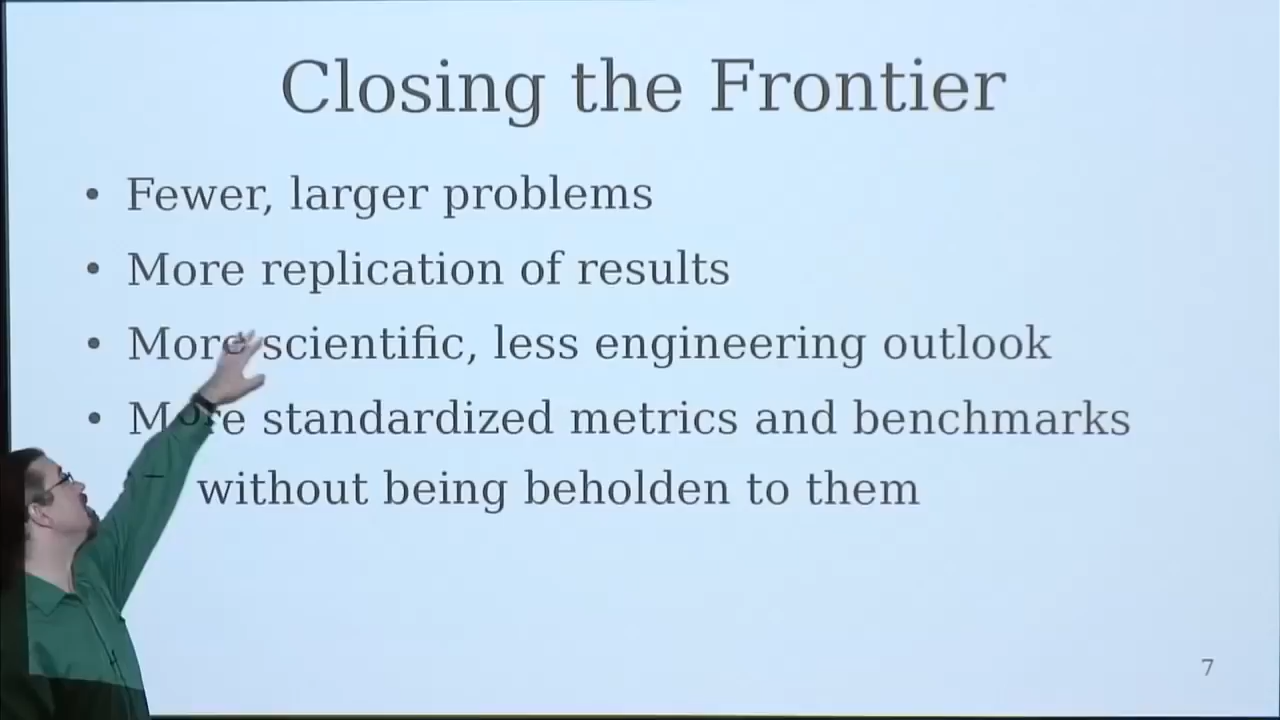 Closing the Frontier
• Fewer, larger problems
• More replication of results
• More scientific, less engineering outlook
• More standardized metrics and benchmarks
without being beholden to them
7